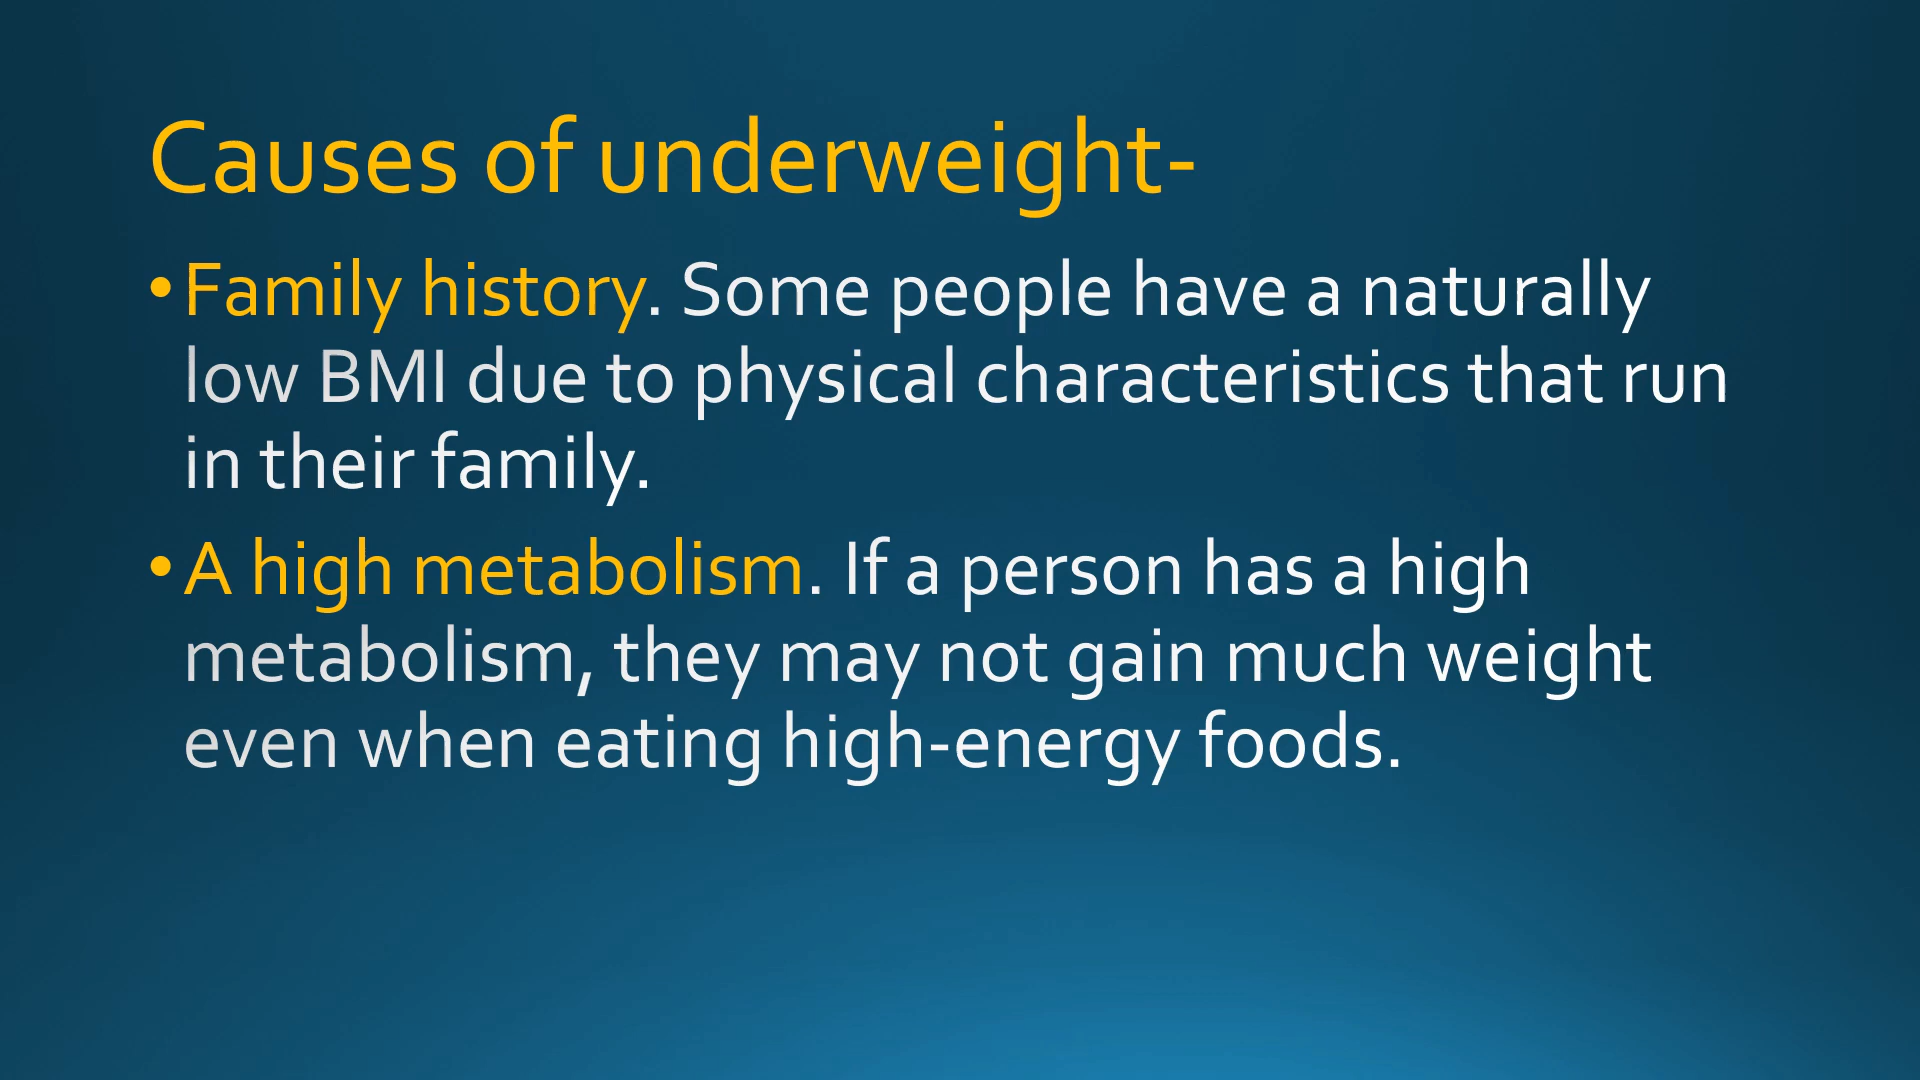 Causes of underweight-
•Family history. Some people have a naturally
low BMI due to physical characteristics that run
in their family.
•A high metabolism. If a person has a high
metabolism, they may not gain much weight
even when eating high-energy foods.